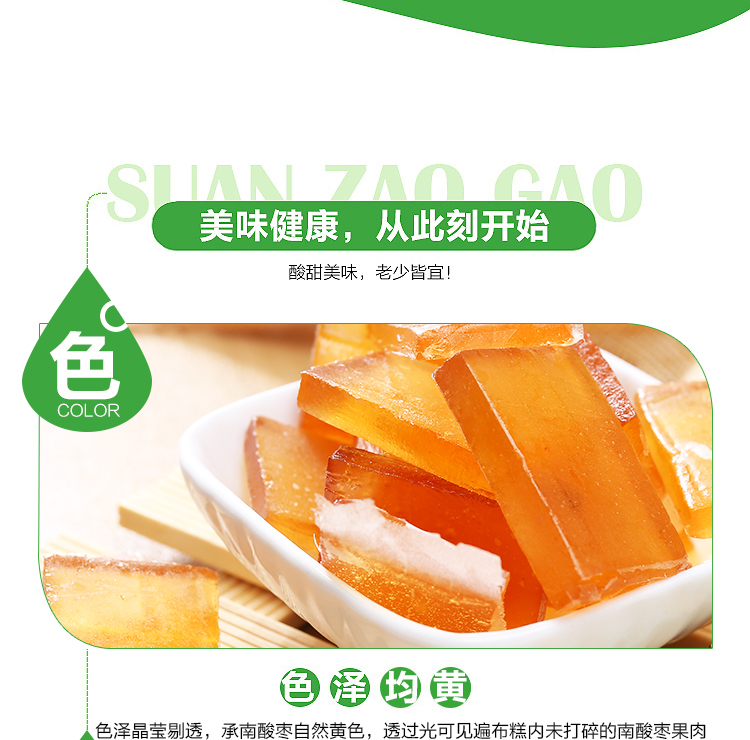 SUAN ZAO GAO
美味健康，从此刻开始
酸甜美味，老少皆宜！
色
COLOR
色泽均黄
色泽晶莹剔透，承南酸枣自然黄色，透过光可见遍布糕内未打碎的南酸枣果肉